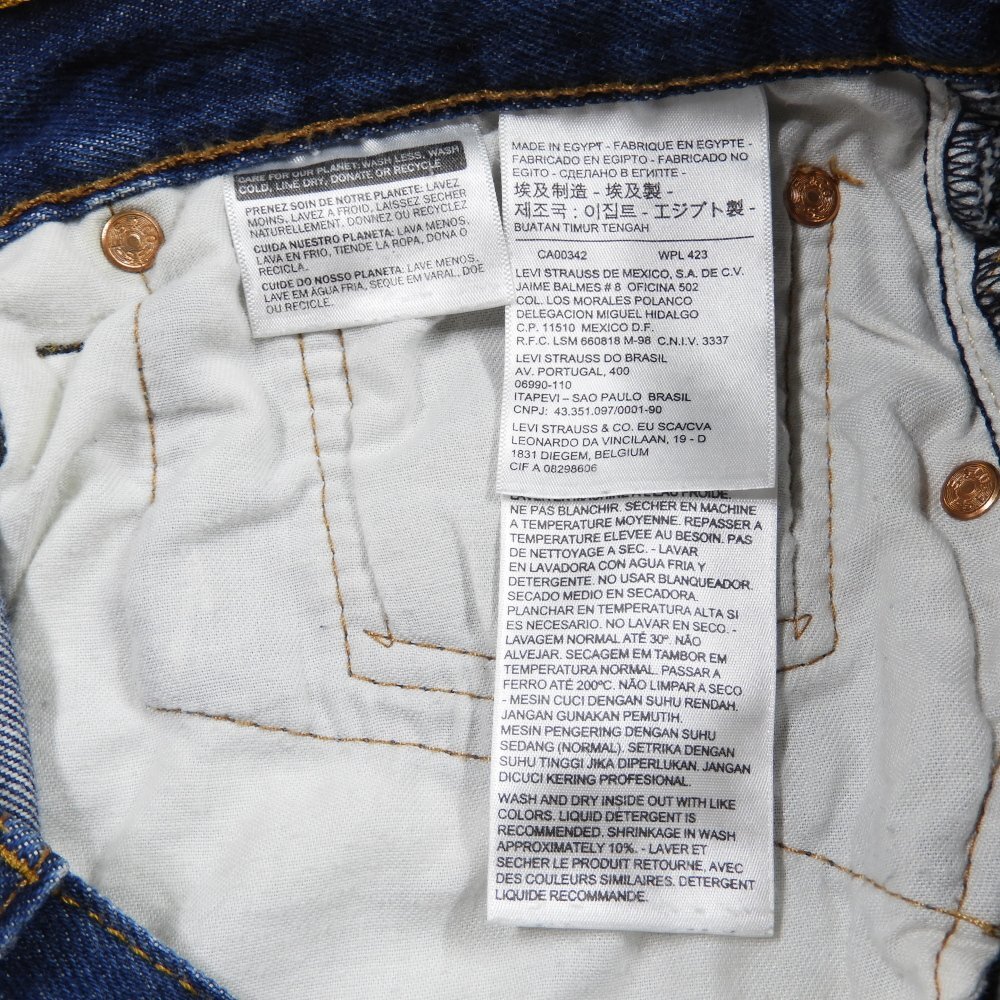 CARE FOR OUR PLANET: WASH LESS, WASH
COLD, LINE DRY, DONATE OR RECYCLE
PRENEZ SOIN DE NOTRE PLANETE: LAVEZ
MOINS, LAVEZ A FROID, LAISSEZ SECHER
NATURELLEMENT, DONNEZ OU RECYCLEZ
CUIDA NUESTRO PLANETA: LAVA MENOS,
LAVA EN FRIO, TIENDE LA ROPA, DONA O
RECICLA.
CUIDE DO NOSSO PLANETA: LAVE MENOS,
LAVE EM ÁGUA FRIA, SEQUE EM VARAL, DOE
OU RECICLE.
MADE IN EGYPT - FABRIQUE EN EGYPTE -
FABRICADO EN EGIPTO - FABRICADO NO
EGITO - СДЕЛАНО В ЕГИПТЕ -
埃及制造 - 埃及製 -
제조국 : 이집트 - エジプト製 -
BUATAN TIMUR TENGAH
CA00342 WPL 423
LEVI STRAUSS DE MEXICO, S.A. DE C.V.
JAIME BALMES # 8 OFICINA 502
COL. LOS MORALES POLANCO
DELEGACION MIGUEL HIDALGO
C.P. 11510 MEXICO D.F.
R.F.C. LSM 660818 M-98 C.N.I.V. 3337
LEVI STRAUSS DO BRASIL
AV. PORTUGAL, 400
06990-110
ITAPEVI – SAO PAULO BRASIL
CNPJ: 43.351.097/0001-90
LEVI STRAUSS & CO. EU SCA/CVA
LEONARDO DA VINCILAAN, 19 - D
1831 DIEGEM, BELGIUM
CIF A 08298606
A L'EAU FROIDE.
NE PAS BLANCHIR. SECHER EN MACHINE
A TEMPERATURE MOYENNE. REPASSER A
TEMPERATURE ELEVEE AU BESOIN. PAS
DE NETTOYAGE A SEC. - LAVAR
EN LAVADORA CON AGUA FRIA Y
DETERGENTE. NO USAR BLANQUEADOR.
SECADO MEDIO EN SECADORA.
PLANCHAR EN TEMPERATURA ALTA SI
ES NECESARIO. NO LAVAR EN SECO. -
LAVAGEM NORMAL ATÉ 30º. NÃO
ALVEJAR. SECAGEM EM TAMBOR EM
TEMPERATURA NORMAL. PASSAR A
FERRO ATÉ 200ºC. NÃO LIMPAR A SECO
- MESIN CUCI DENGAN SUHU RENDAH.
JANGAN GUNAKAN PEMUTIH.
MESIN PENGERING DENGAN SUHU
SEDANG (NORMAL). SETRIKA DENGAN
SUHU TINGGI JIKA DIPERLUKAN. JANGAN
DICUCI KERING PROFESIONAL.
WASH AND DRY INSIDE OUT WITH LIKE
COLORS. LIQUID DETERGENT IS
RECOMMENDED. SHRINKAGE IN WASH
APPROXIMATELY 10%. - LAVER ET
SECHER LE PRODUIT RETOURNE, AVEC
DES COULEURS SIMILAIRES. DETERGENT
LIQUIDE RECOMMANDE.